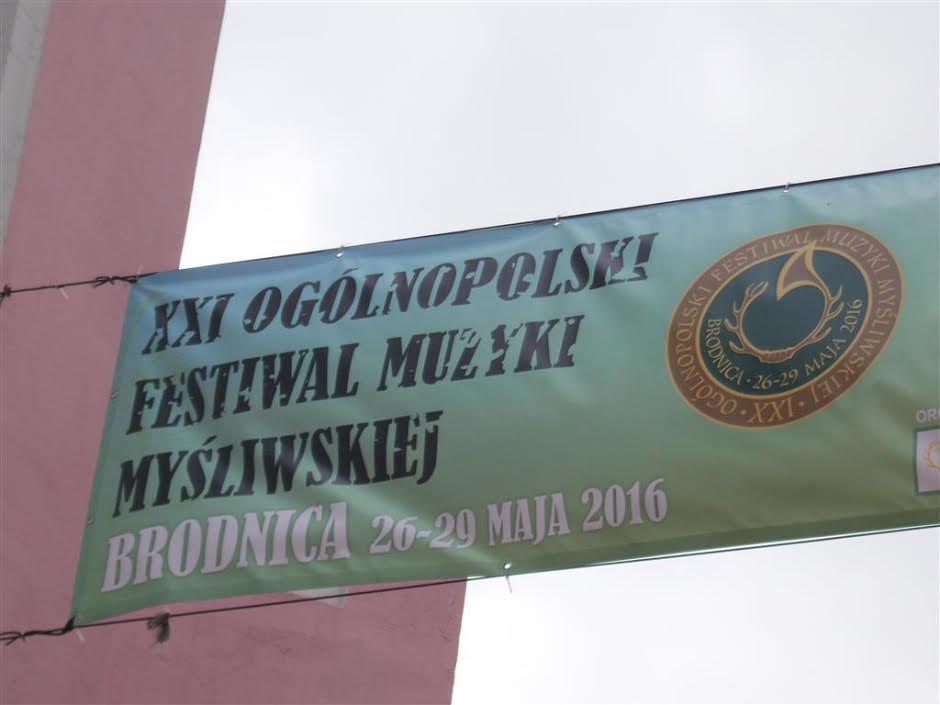 XXI OGÓLNOPOLSKI
FESTIWAL MUZYKI
MYŚLIWSKIEJ
BRODNICA 26-29 MAJA 2016
XXI • OGÓLNOPOLSKI FESTIWAL MUZYKI MYŚLIWSKIEJ •
BRODNICA • 26-29 MAJA 2016